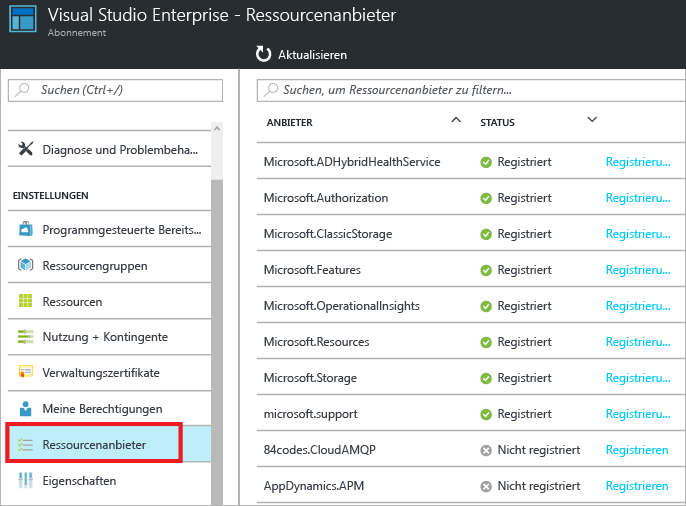 Visual Studio Enterprise - Ressourcenanbieter
Abonnement
Aktualisieren
Suchen (Ctrl+/)
Diagnose und Problembeha...
EINSTELLUNGEN
Programmgesteuerte Bereits...
Ressourcengruppen
Ressourcen
Nutzung + Kontingente
Verwaltungszertifikate
Meine Berechtigungen
Ressourcenanbieter
Eigenschaften
Suchen, um Ressourcenanbieter zu filtern...
ANBIETER STATUS
Microsoft.ADHybridHealthService Registriert Registrieru...
Microsoft.Authorization Registriert Registrieru...
Microsoft.ClassicStorage Registriert Registrieru...
Microsoft.Features Registriert Registrieru...
Microsoft.OperationalInsights Registriert Registrieru...
Microsoft.Resources Registriert Registrieru...
Microsoft.Storage Registriert Registrieru...
microsoft.support Registriert Registrieru...
84codes.CloudAMQP Nicht registriert Registrieren
AppDynamics.APM Nicht registriert Registrieren